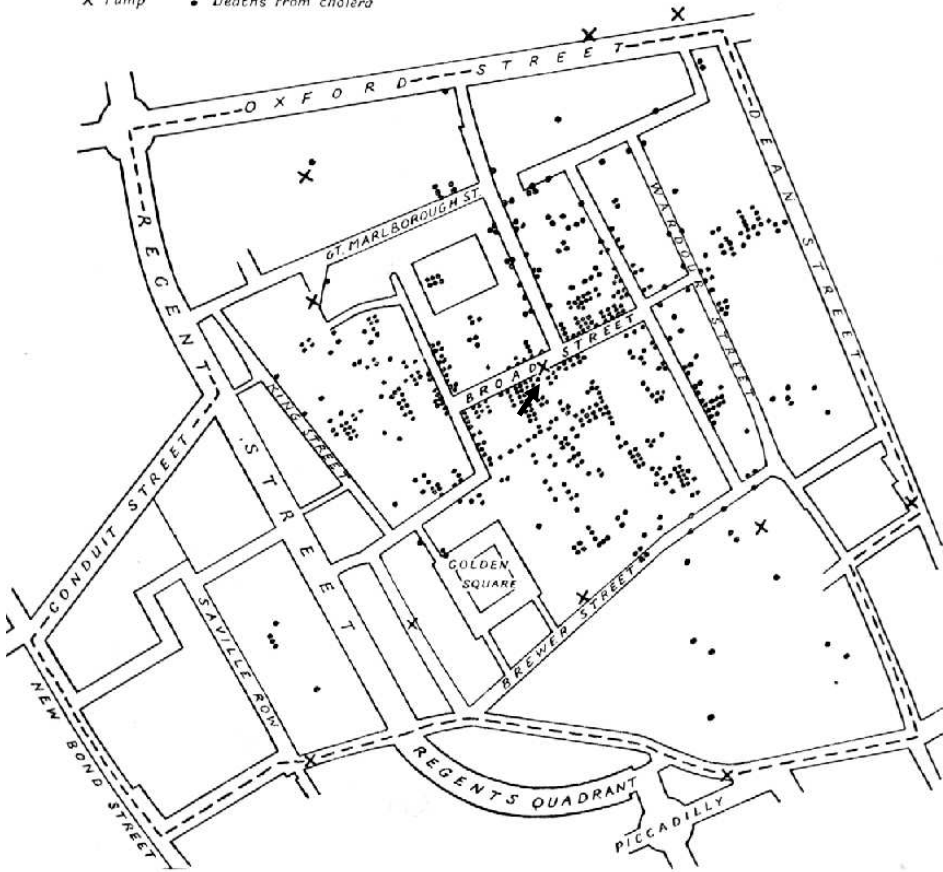 × Pump • Deaths from cholera
OXFORD STREET
REGENT STREET
DEAN STREET
WARDOUR STREET
GT. MARLBOROUGH ST.
BROAD STREET
KING STREET
CONDUIT STREET
GOLDEN
SQUARE
SAVILLE ROW
BREWER STREET
NEW BOND STREET
REGENTS QUADRANT
PICCADILLY